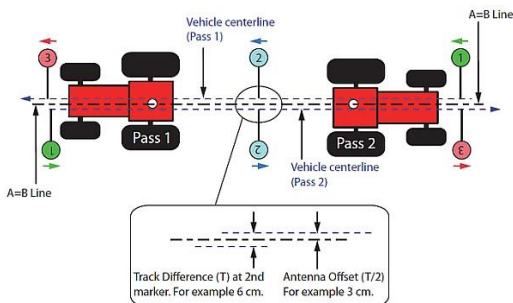 A=B Line
Vehicle centerline
(Pass 1)
3
2
1
Pass 1
Pass 2
1
2
3
Vehicle centerline
(Pass 2)
A=B Line
Track Difference (T) at 2nd
marker. For example 6 cm.
Antenna Offset (T/2)
For example 3 cm.